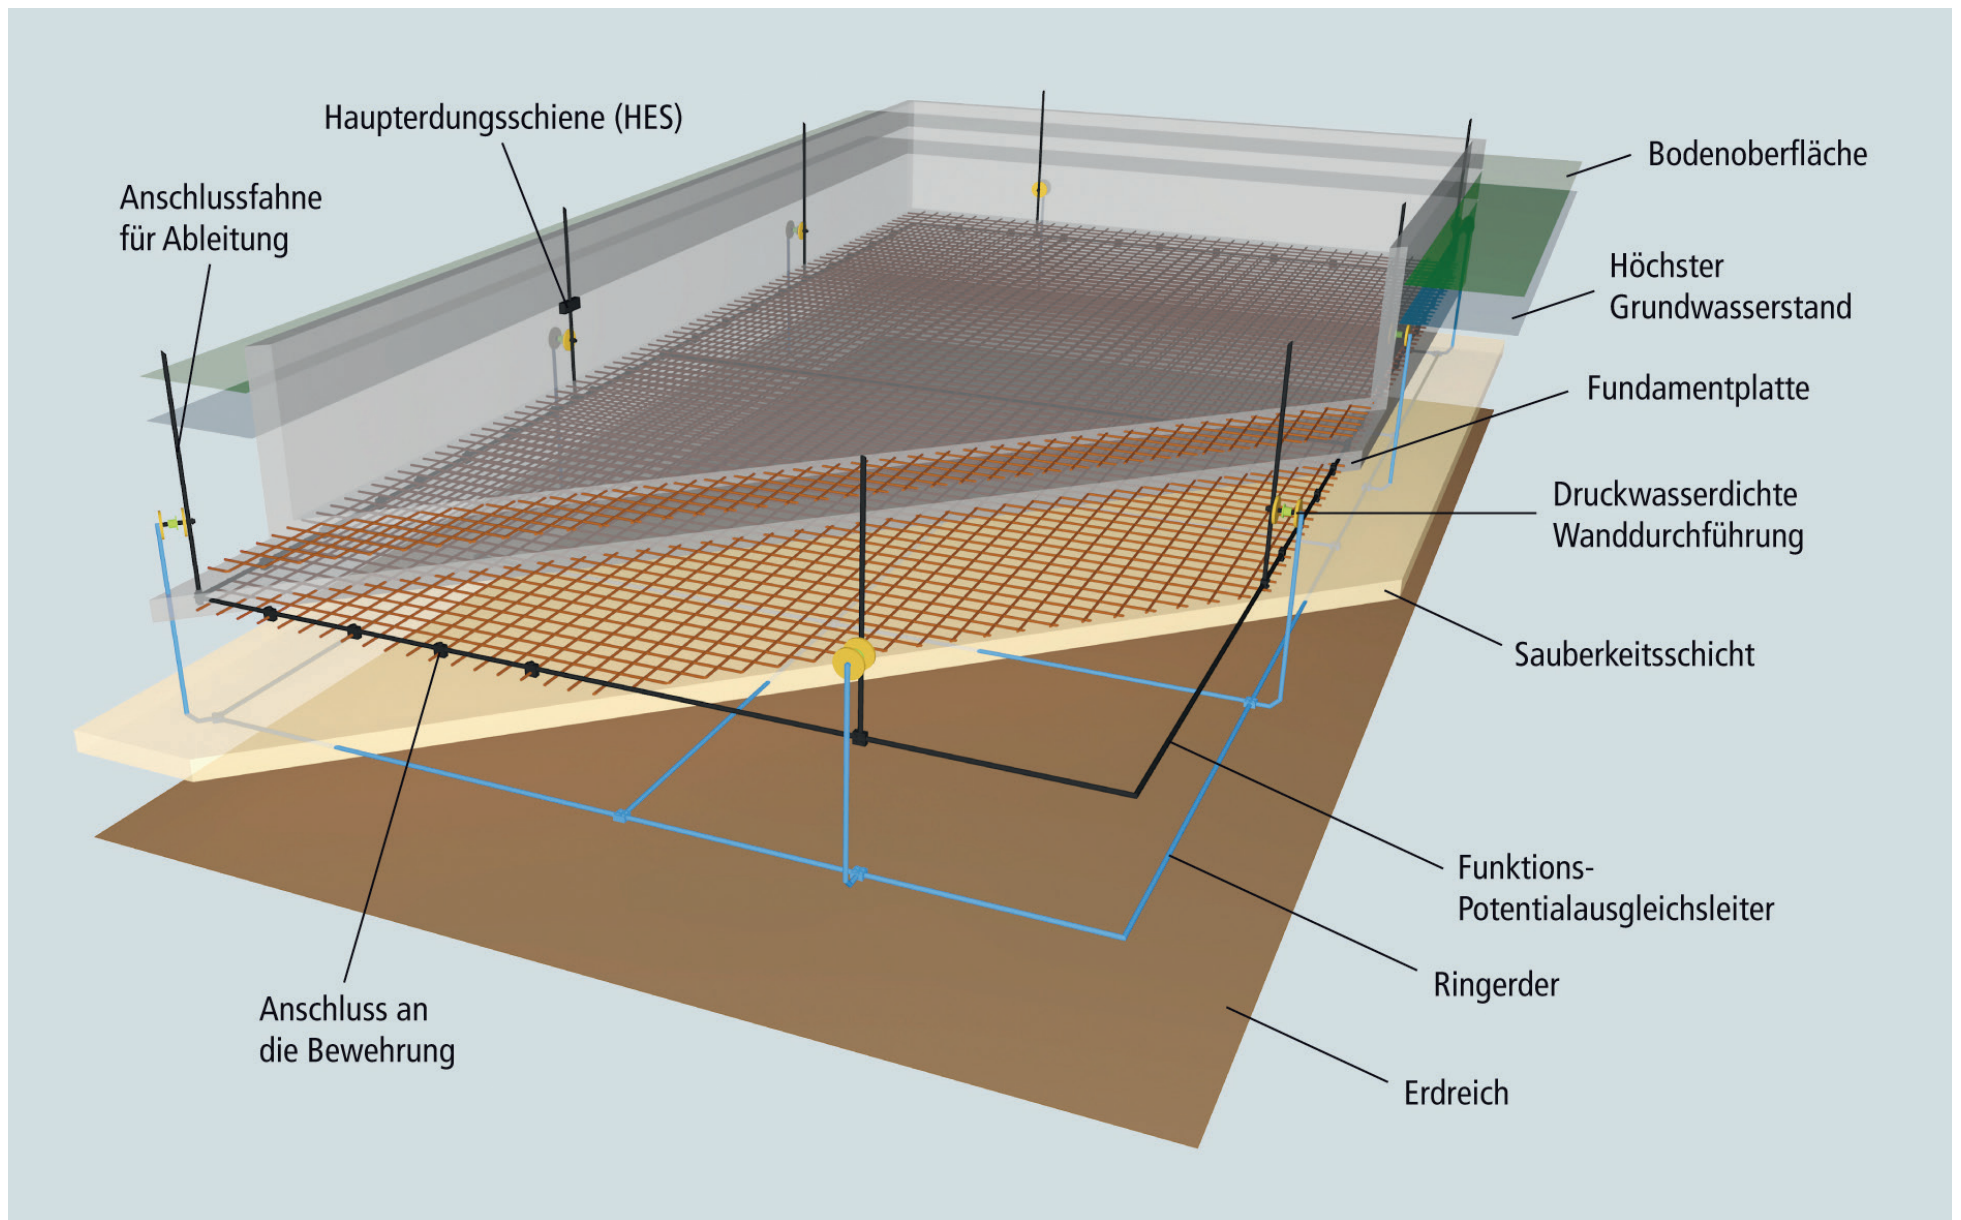 Haupterdungsschiene (HES)
Anschlussfahne
für Ableitung
Bodenoberfläche
Höchster
Grundwasserstand
Fundamentplatte
Druckwasserdichte
Wanddurchführung
Sauberkeitsschicht
Funktions-
Potentialausgleichsleiter
Ringerder
Erdreich
Anschluss an
die Bewehrung